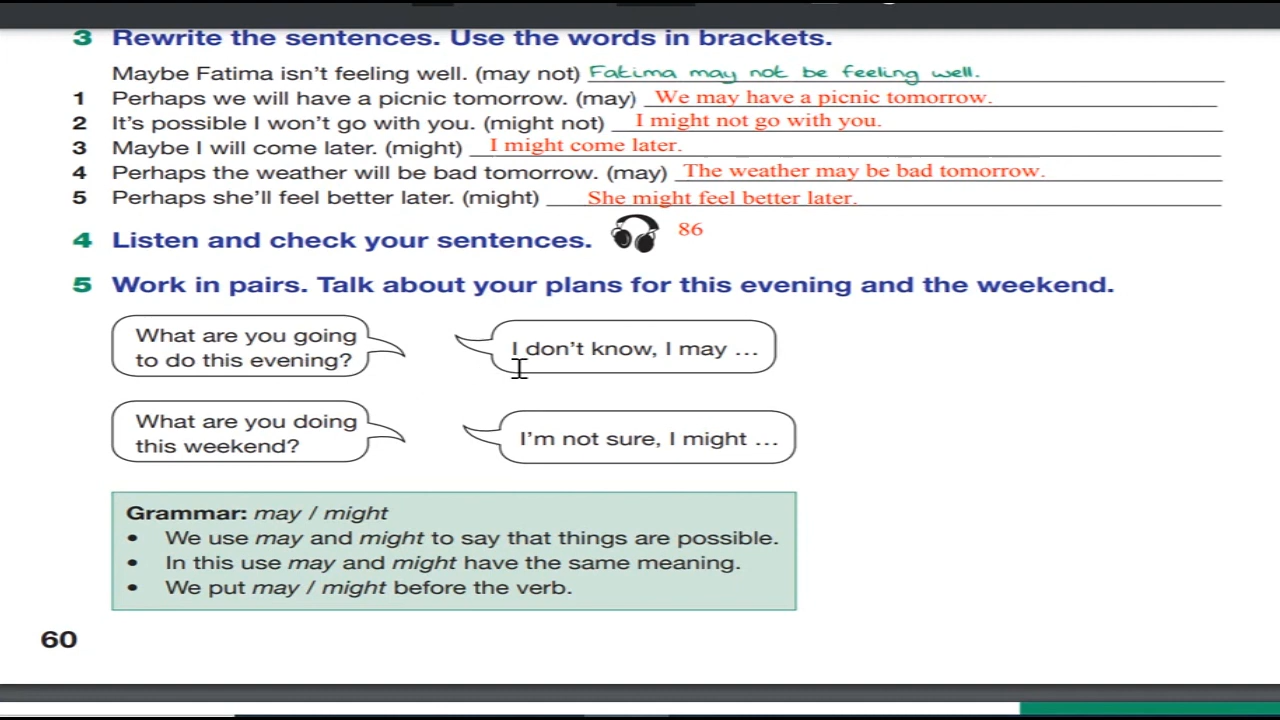 3 Rewrite the sentences. Use the words in brackets.
Maybe Fatima isn't feeling well. (may not) Fatima may not be feeling well.
1 Perhaps we will have a picnic tomorrow. (may) We may have a picnic tomorrow.
2 It's possible I won't go with you. (might not) I might not go with you.
3 Maybe I will come later. (might) I might come later.
4 Perhaps the weather will be bad tomorrow. (may) The weather may be bad tomorrow.
5 Perhaps she'll feel better later. (might) She might feel better later.
4 Listen and check your sentences. 86
5 Work in pairs. Talk about your plans for this evening and the weekend.
What are you going
to do this evening?
I don't know, I may ...
What are you doing
this weekend?
I'm not sure, I might ...
Grammar: may / might
• We use may and might to say that things are possible.
• In this use may and might have the same meaning.
• We put may / might before the verb.
60